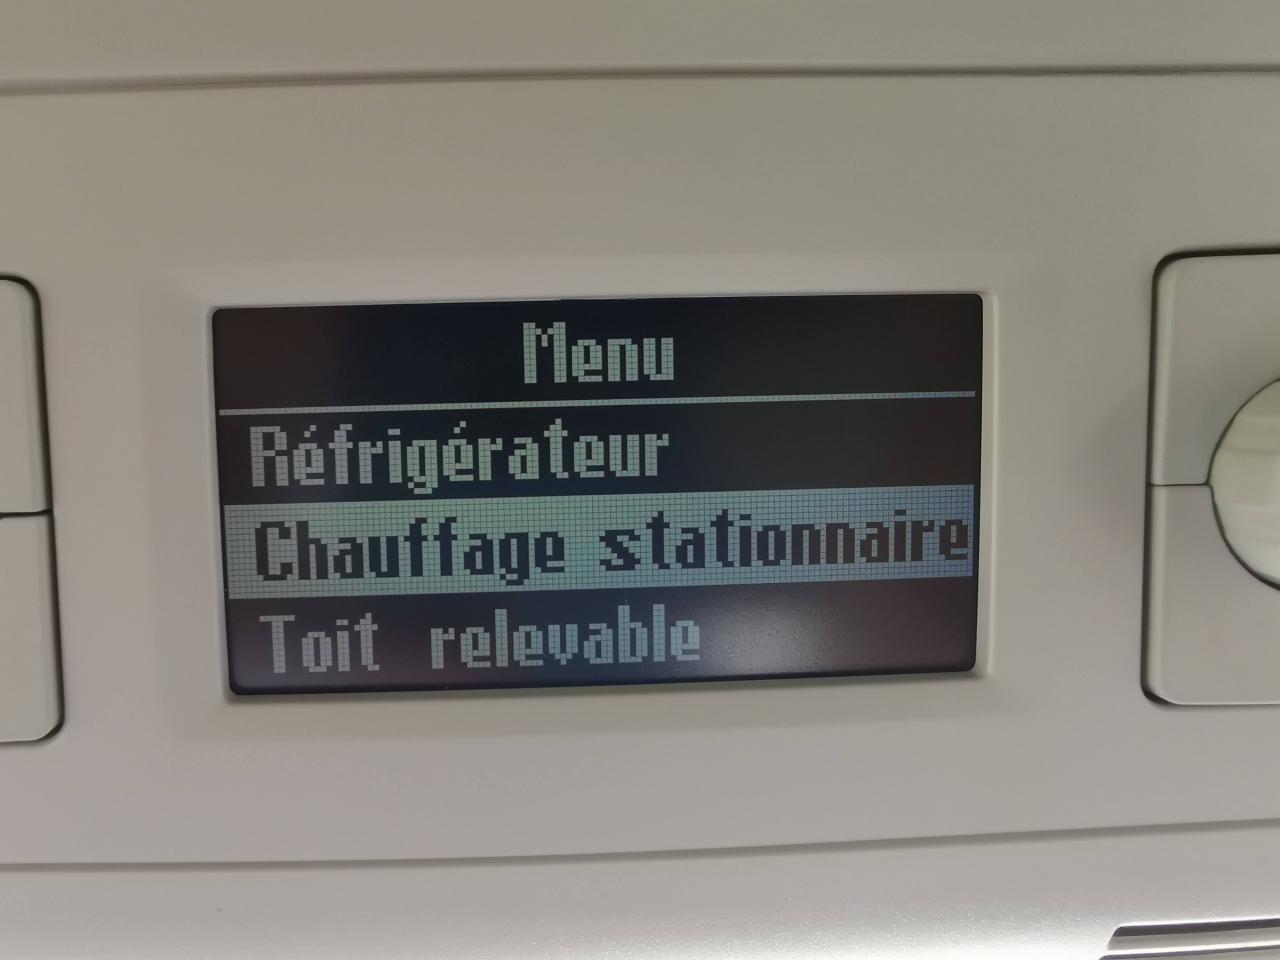 Menu
Réfrigérateur
Chauffage stationnaire
Toit relevable